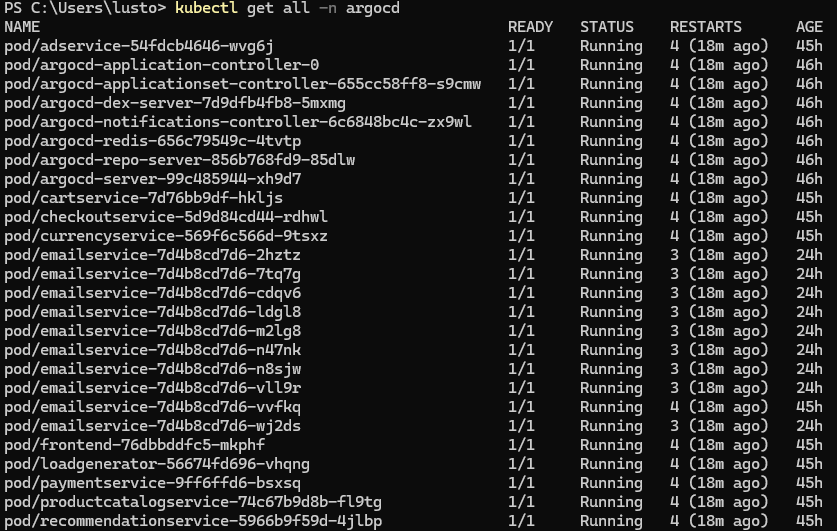 PS C:\Users\lusto> kubectl get all -n argocd
NAME READY STATUS RESTARTS AGE
pod/adservice-54fdcb4646-wvg6j 1/1 Running 4 (18m ago) 45h
pod/argocd-application-controller-0 1/1 Running 4 (18m ago) 46h
pod/argocd-applicationset-controller-655cc58ff8-s9cmw 1/1 Running 4 (18m ago) 46h
pod/argocd-dex-server-7d9dfb4fb8-5mxmg 1/1 Running 4 (18m ago) 46h
pod/argocd-notifications-controller-6c6848bc4c-zx9wl 1/1 Running 4 (18m ago) 46h
pod/argocd-redis-656c79549c-4tvtp 1/1 Running 4 (18m ago) 46h
pod/argocd-repo-server-856b768fd9-85dlw 1/1 Running 4 (18m ago) 46h
pod/argocd-server-99c485944-xh9d7 1/1 Running 4 (18m ago) 46h
pod/cartservice-7d76bb9df-hkljs 1/1 Running 4 (18m ago) 45h
pod/checkoutservice-5d9d84cd44-rdhwl 1/1 Running 4 (18m ago) 45h
pod/currencyservice-569f6c566d-9tsxz 1/1 Running 4 (18m ago) 45h
pod/emailservice-7d4b8cd7d6-2hztz 1/1 Running 3 (18m ago) 24h
pod/emailservice-7d4b8cd7d6-7tq7g 1/1 Running 3 (18m ago) 24h
pod/emailservice-7d4b8cd7d6-cdqv6 1/1 Running 3 (18m ago) 24h
pod/emailservice-7d4b8cd7d6-ldgl8 1/1 Running 3 (18m ago) 24h
pod/emailservice-7d4b8cd7d6-m2lg8 1/1 Running 3 (18m ago) 24h
pod/emailservice-7d4b8cd7d6-n47nk 1/1 Running 3 (18m ago) 24h
pod/emailservice-7d4b8cd7d6-n8sjw 1/1 Running 3 (18m ago) 24h
pod/emailservice-7d4b8cd7d6-vll9r 1/1 Running 3 (18m ago) 24h
pod/emailservice-7d4b8cd7d6-vvfkq 1/1 Running 4 (18m ago) 45h
pod/emailservice-7d4b8cd7d6-wj2ds 1/1 Running 3 (18m ago) 24h
pod/frontend-76dbbddfc5-mkphf 1/1 Running 4 (18m ago) 45h
pod/loadgenerator-56674fd696-vhqng 1/1 Running 4 (18m ago) 45h
pod/paymentservice-9ff6ffd6-bsxsq 1/1 Running 4 (18m ago) 45h
pod/productcatalogservice-74c67b9d8b-fl9tg 1/1 Running 4 (18m ago) 45h
pod/recommendationservice-5966b9f59d-4jlbp 1/1 Running 4 (18m ago) 45h